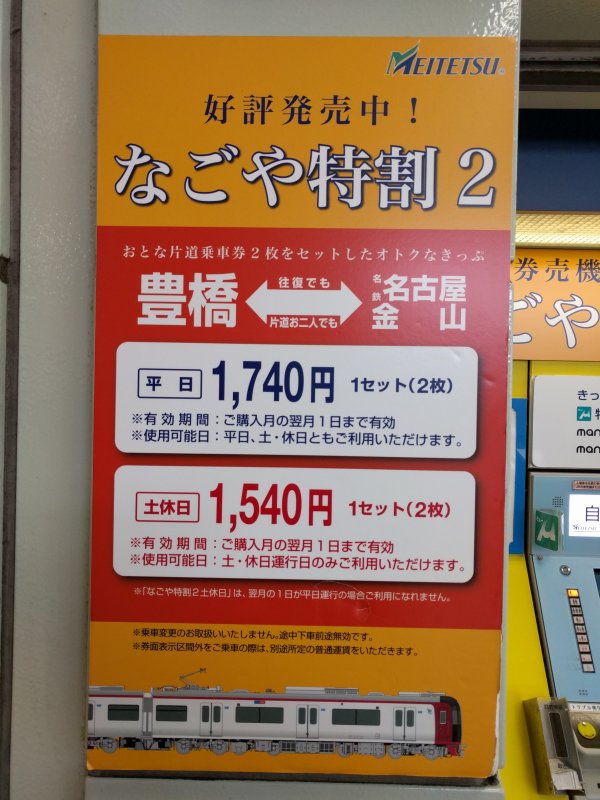 MEITETSU
好評発売中!
なごや特割2
おとな片道乗車券2枚をセットしたオトクなきっぷ
豊橋
往復でも
片道お二人でも
名鉄名古屋
金山
平日 1,740円 1セット(2枚)
※有効期間:ご購入月の翌月1日まで有効
※使用可能日:平日、土・休日ともご利用いただけます。
土休日 1,540円 1セット(2枚)
※有効期間:ご購入月の翌月1日まで有効
※使用可能日:土・休日運行日のみご利用いただけます。
※「なごや特割2土休日」は、翌月の1日が平日運行の場合ご利用になれません。
※乗車変更のお取扱いいたしません。途中下車前途無効です。
※券面表示区間外をご乗車の際は、別途所定の普通運賃をいただきます。
券売機
ごや
きっ
man
man
自